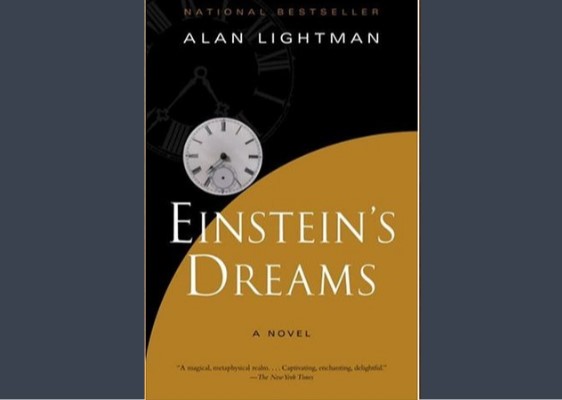 NATIONAL BESTSELLER
ALAN LIGHTMAN
EINSTEIN'S
DREAMS
A NOVEL
"A magical, metaphysical realm. . . . Captivating, enchanting, delightful."
—The New York Times